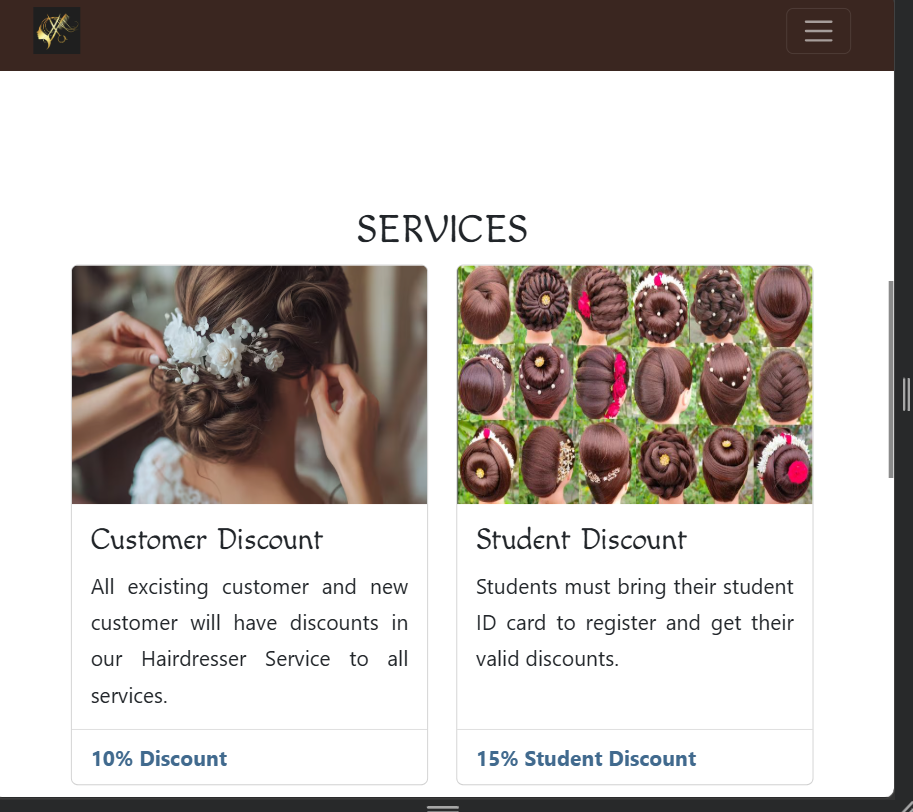 SERVICES
Customer Discount
All excisting customer and new
customer will have discounts in
our Hairdresser Service to all
services.
10% Discount
Student Discount
Students must bring their student
ID card to register and get their
valid discounts.
15% Student Discount